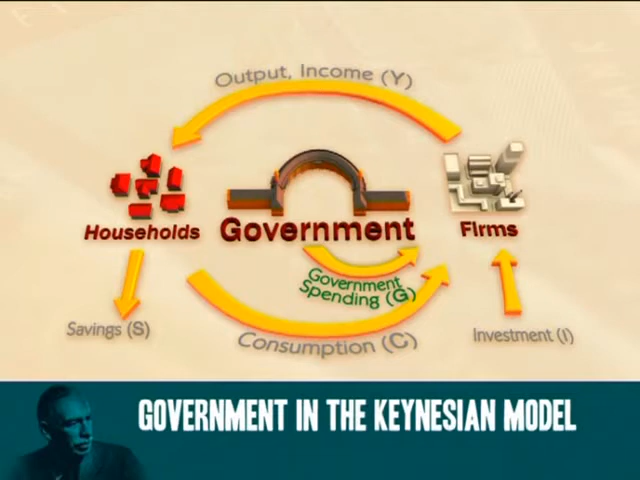 Output, Income (Y)
Households
Government
Firms
Government
Spending (G)
Savings (S)
Consumption (C)
Investment (I)
GOVERNMENT IN THE KEYNESIAN MODEL